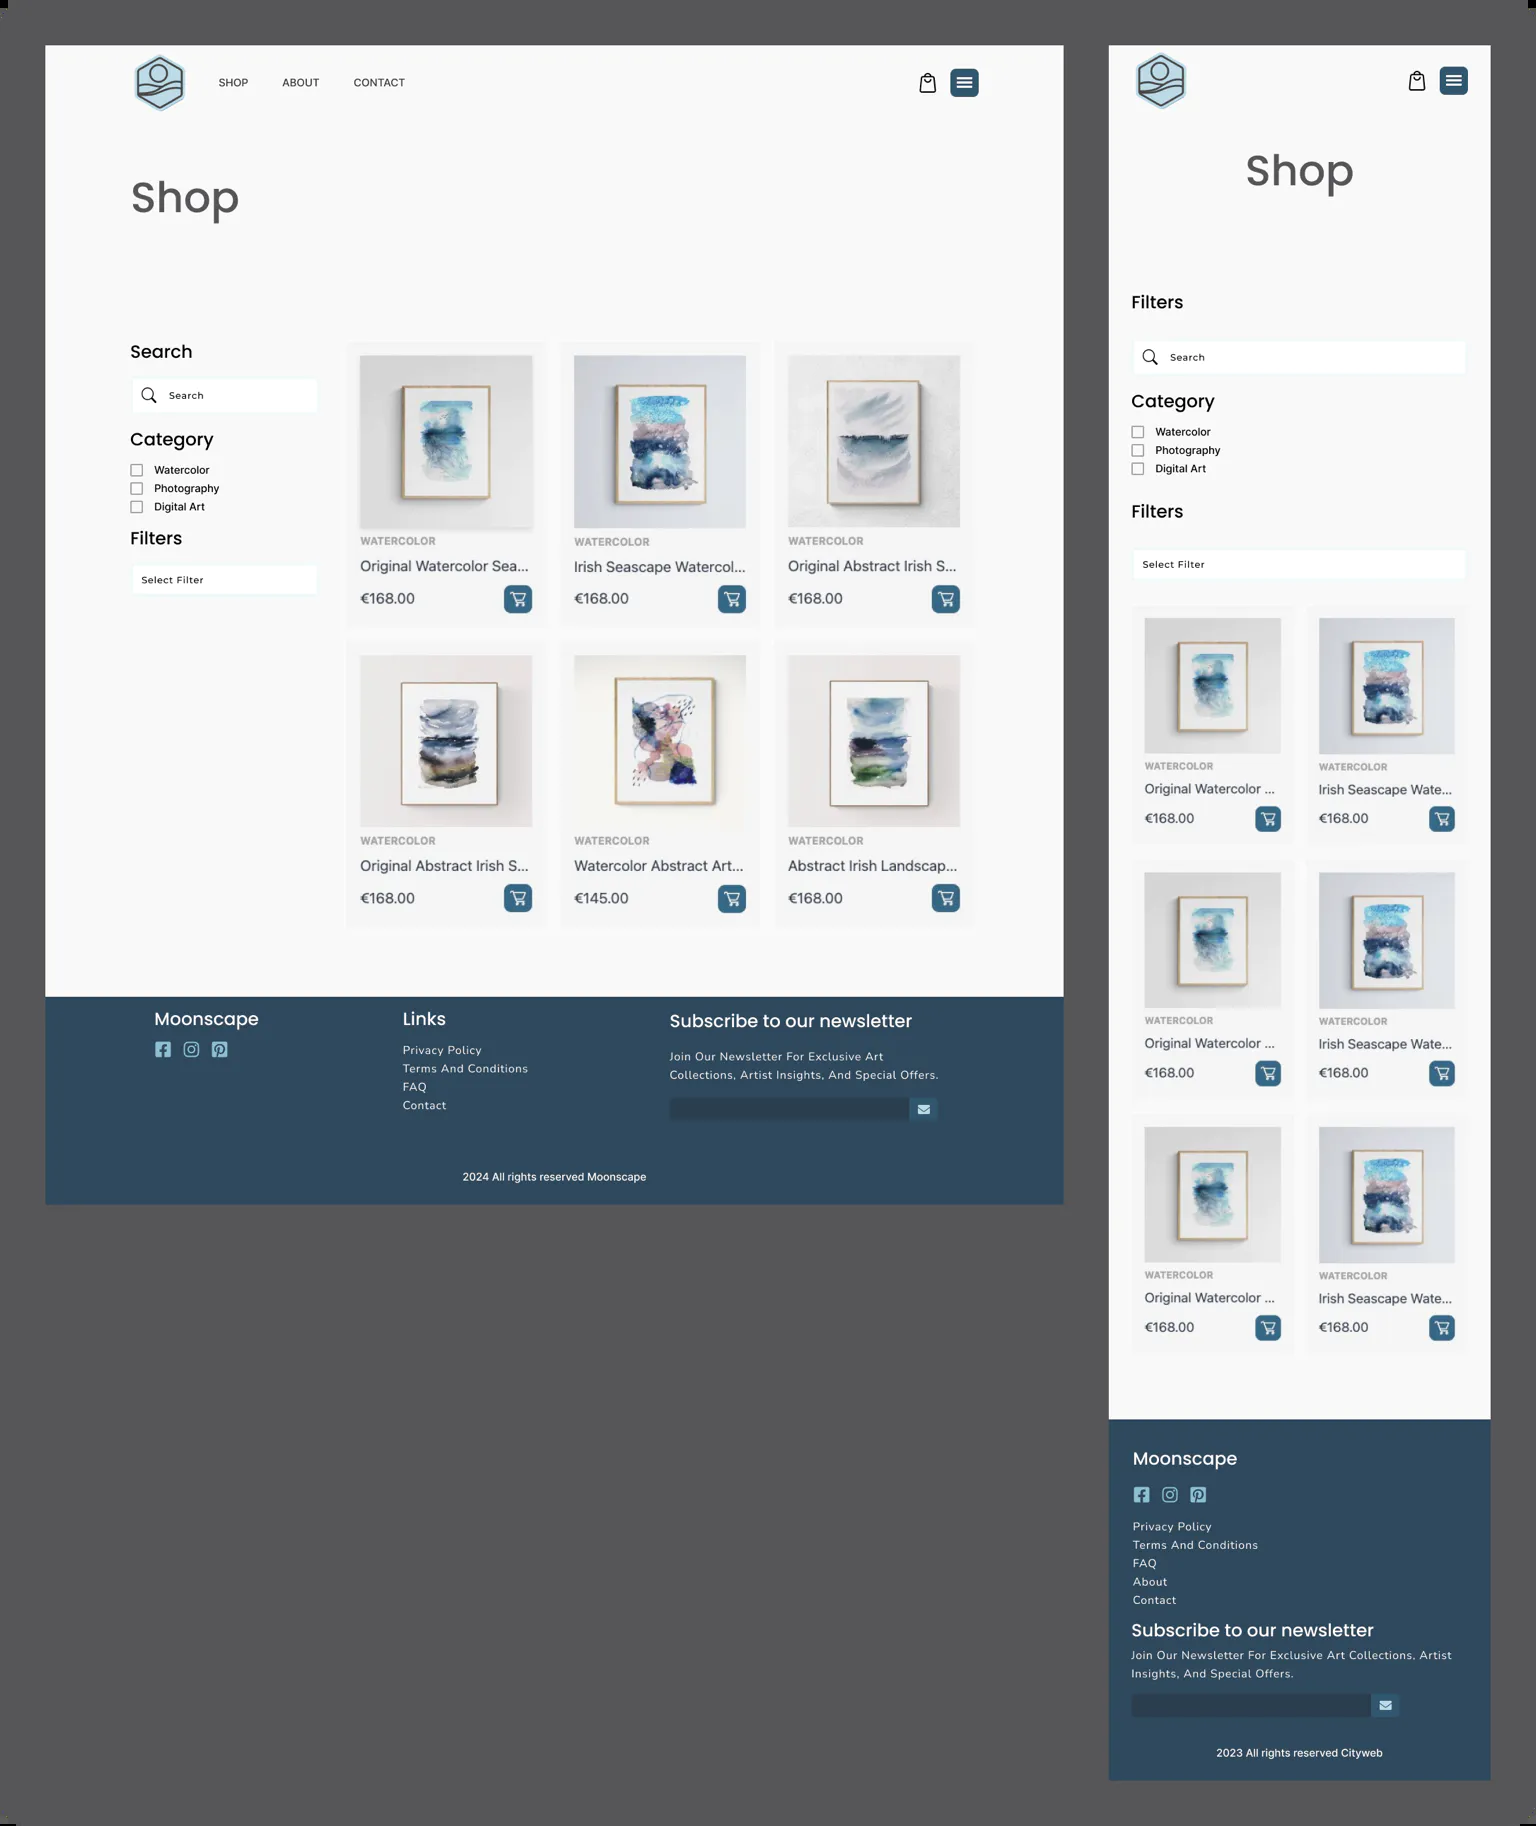 SHOP ABOUT CONTACT
Shop
Search
Search
Category
Watercolor
Photography
Digital Art
Filters
Select Filter
WATERCOLOR
Original Watercolor Sea...
€168.00
WATERCOLOR
Irish Seascape Watercol...
€168.00
WATERCOLOR
Original Abstract Irish S...
€168.00
WATERCOLOR
Original Abstract Irish S...
€168.00
WATERCOLOR
Watercolor Abstract Art...
€145.00
WATERCOLOR
Abstract Irish Landscap...
€168.00
Moonscape
Links
Privacy Policy
Terms And Conditions
FAQ
Contact
Subscribe to our newsletter
Join Our Newsletter For Exclusive Art
Collections, Artist Insights, And Special Offers.
2024 All rights reserved Moonscape
Shop
Filters
Search
Category
Watercolor
Photography
Digital Art
Filters
Select Filter
WATERCOLOR
Original Watercolor ...
€168.00
WATERCOLOR
Irish Seascape Wate...
€168.00
WATERCOLOR
Original Watercolor ...
€168.00
WATERCOLOR
Irish Seascape Wate...
€168.00
WATERCOLOR
Original Watercolor ...
€168.00
WATERCOLOR
Irish Seascape Wate...
€168.00
Moonscape
Privacy Policy
Terms And Conditions
FAQ
About
Contact
Subscribe to our newsletter
Join Our Newsletter For Exclusive Art Collections, Artist
Insights, And Special Offers.
2023 All rights reserved Cityweb